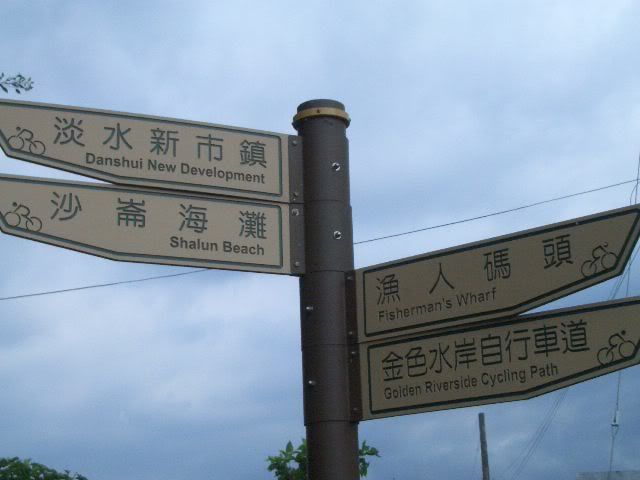 淡水新市鎮
Danshui New Development
沙崙海灘
Shalun Beach
漁人碼頭
Fisherman's Wharf
金色水岸自行車道
Golden Riverside Cycling Path